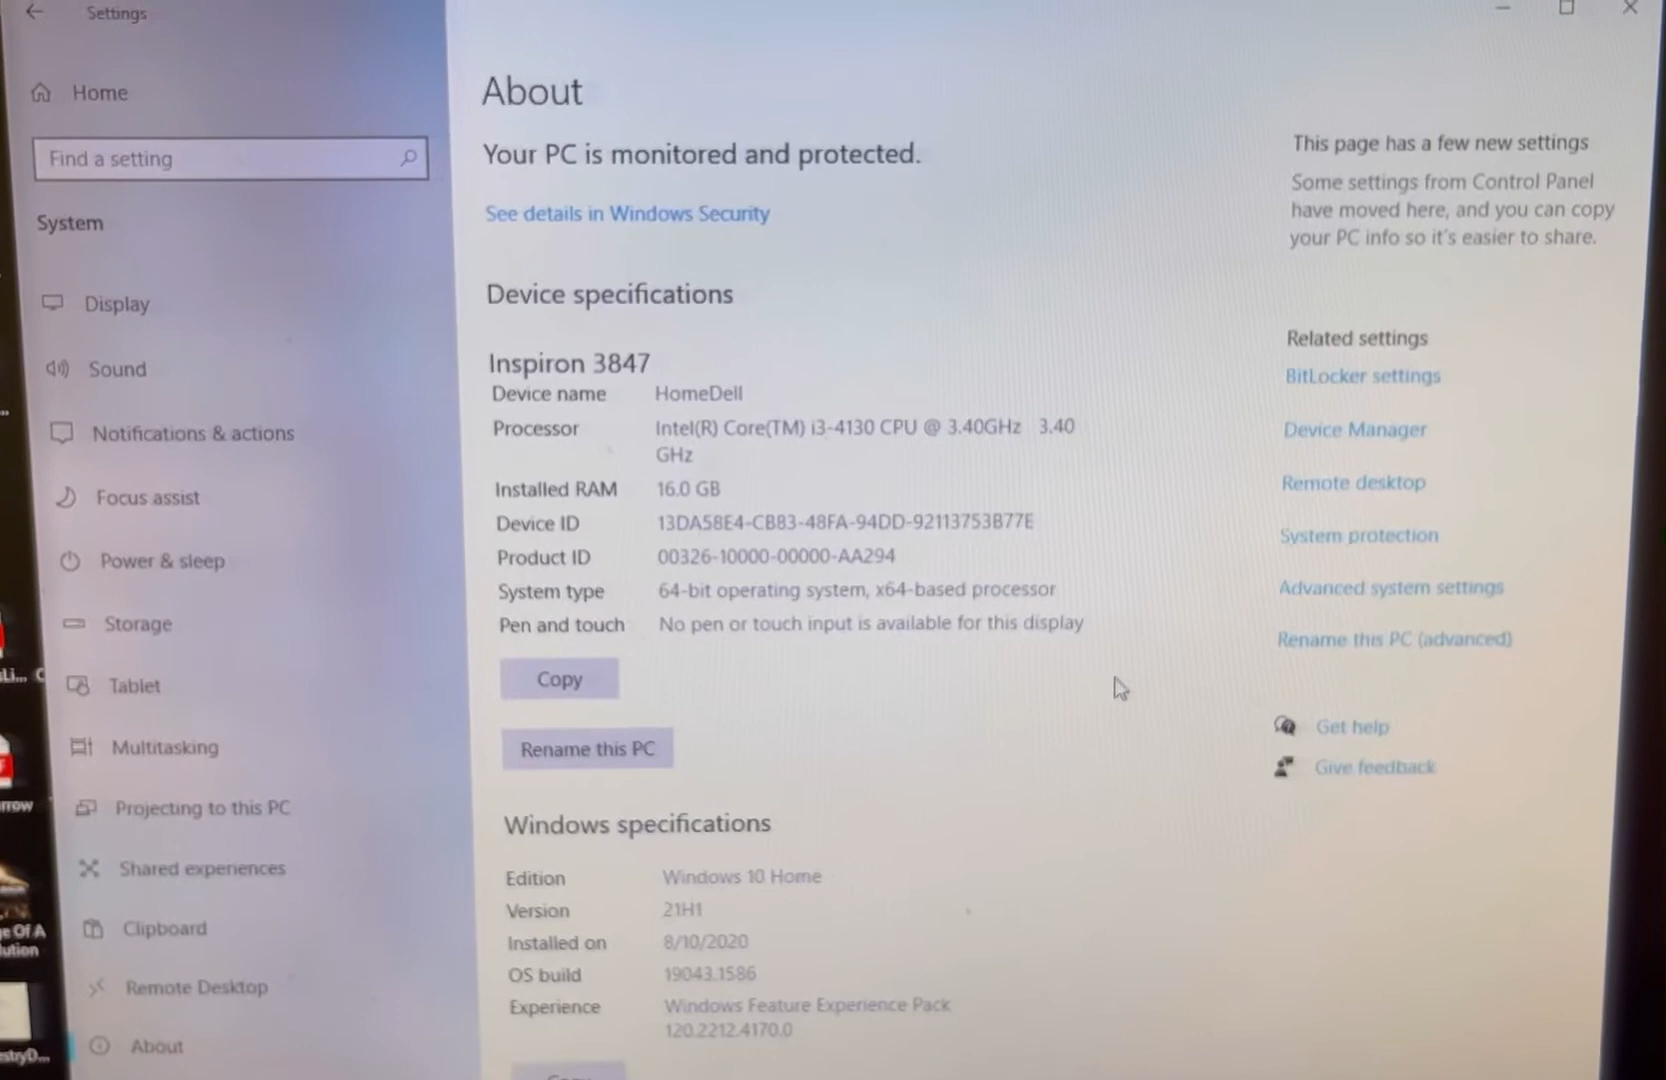 Settings
Home
Find a setting
System
Display
Sound
Notifications & actions
Focus assist
Power & sleep
Storage
Tablet
Multitasking
Projecting to this PC
Shared experiences
Clipboard
Remote Desktop
About
About
Your PC is monitored and protected.
See details in Windows Security
Device specifications
Inspiron 3847
Device name HomeDell
Processor Intel(R) Core(TM) i3-4130 CPU @ 3.40GHz 3.40
GHz
Installed RAM 16.0 GB
Device ID 13DA58E4-CB83-48FA-94DD-92113753B77E
Product ID 00326-10000-00000-AA294
System type 64-bit operating system, x64-based processor
Pen and touch No pen or touch input is available for this display
Copy
Rename this PC
Windows specifications
Edition Windows 10 Home
Version 21H1
Installed on 8/10/2020
OS build 19043.1586
Experience Windows Feature Experience Pack
120.2212.4170.0
This page has a few new settings
Some settings from Control Panel
have moved here, and you can copy
your PC info so it's easier to share.
Related settings
BitLocker settings
Device Manager
Remote desktop
System protection
Advanced system settings
Rename this PC (advanced)
Get help
Give feedback